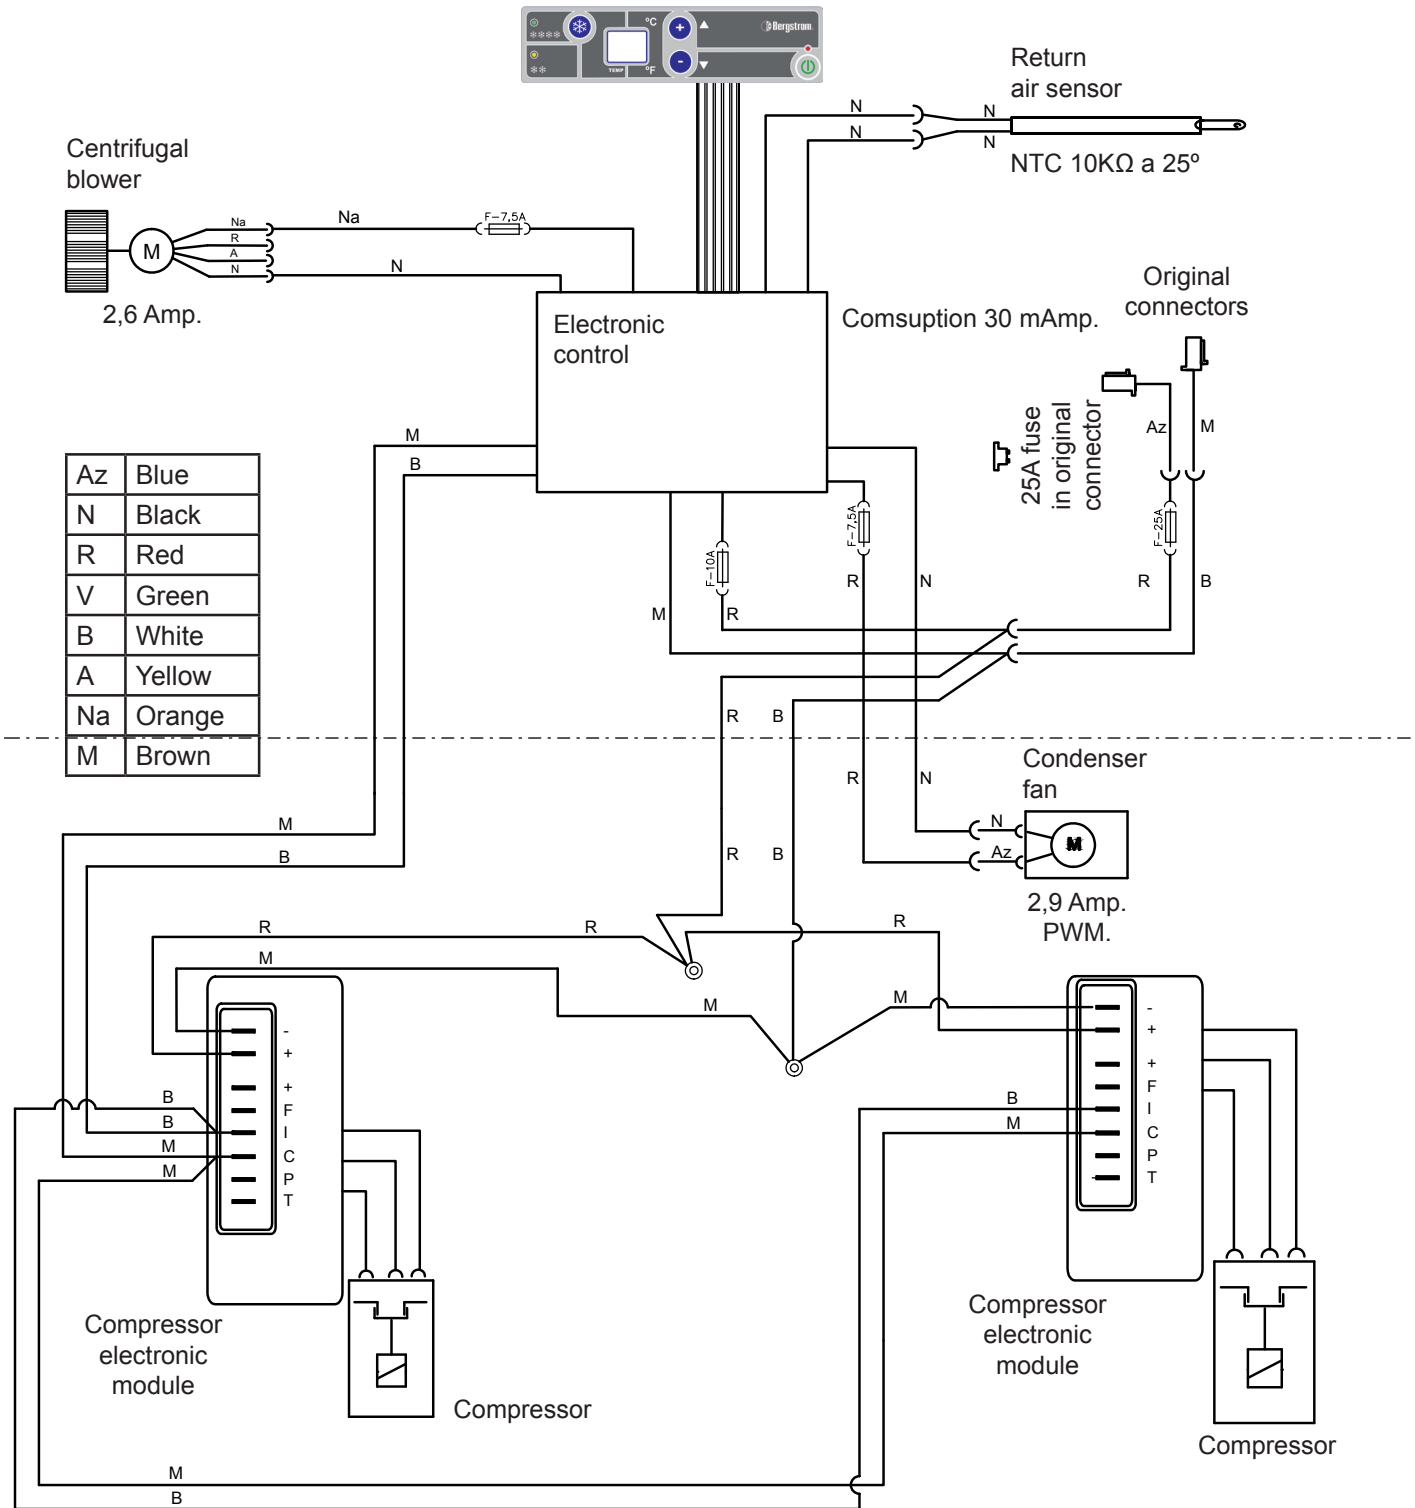 °C
Bergstrom
TEMP
°F
Return
air sensor
N
N
N
N
NTC 10KΩ a 25º
Centrifugal
blower
Na
R
A
N
Na
F-7,5A
N
M
2,6 Amp.
Electronic
control
Comsuption 30 mAmp.
Original
connectors
25A fuse
in original
connector
Az
M
M
B
F-7,5A
F-25A
F-10A
R
N
R
B
M
R
Az Blue
N Black
R Red
V Green
B White
A Yellow
Na Orange
M Brown
R
B
R
N
Condenser
fan
M
B
R
B
N
Az
M
2,9 Amp.
PWM.
R
R
R
M
M
M
-
+
+
F
I
C
P
T
B
B
M
M
-
+
+
F
I
C
P
T
B
M
Compressor
electronic
module
Compressor
Compressor
electronic
module
Compressor
M
B